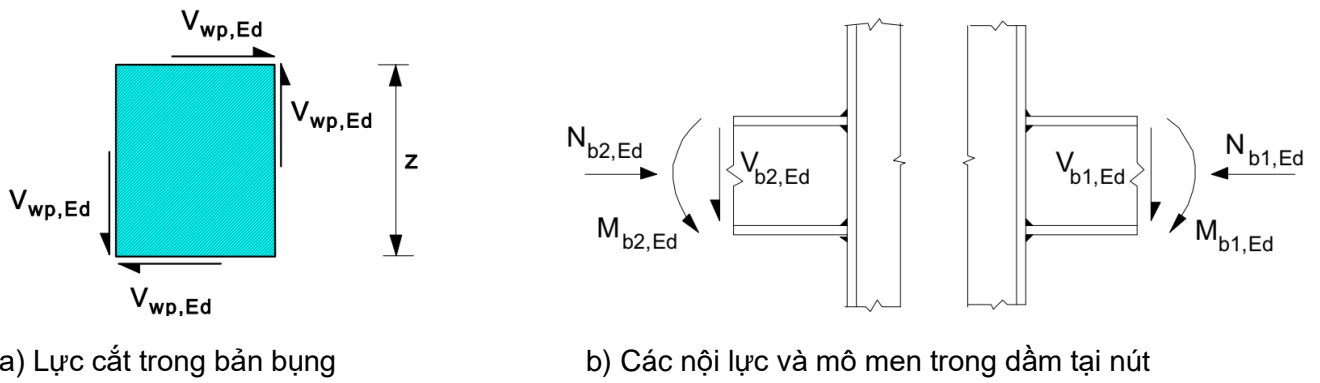 V_wp,Ed
V_wp,Ed
z
V_wp,Ed
V_wp,Ed
a) Lực cắt trong bản bụng
N_b2,Ed
V_b2,Ed
M_b2,Ed
V_b1,Ed
N_b1,Ed
M_b1,Ed
b) Các nội lực và mô men trong dầm tại nút